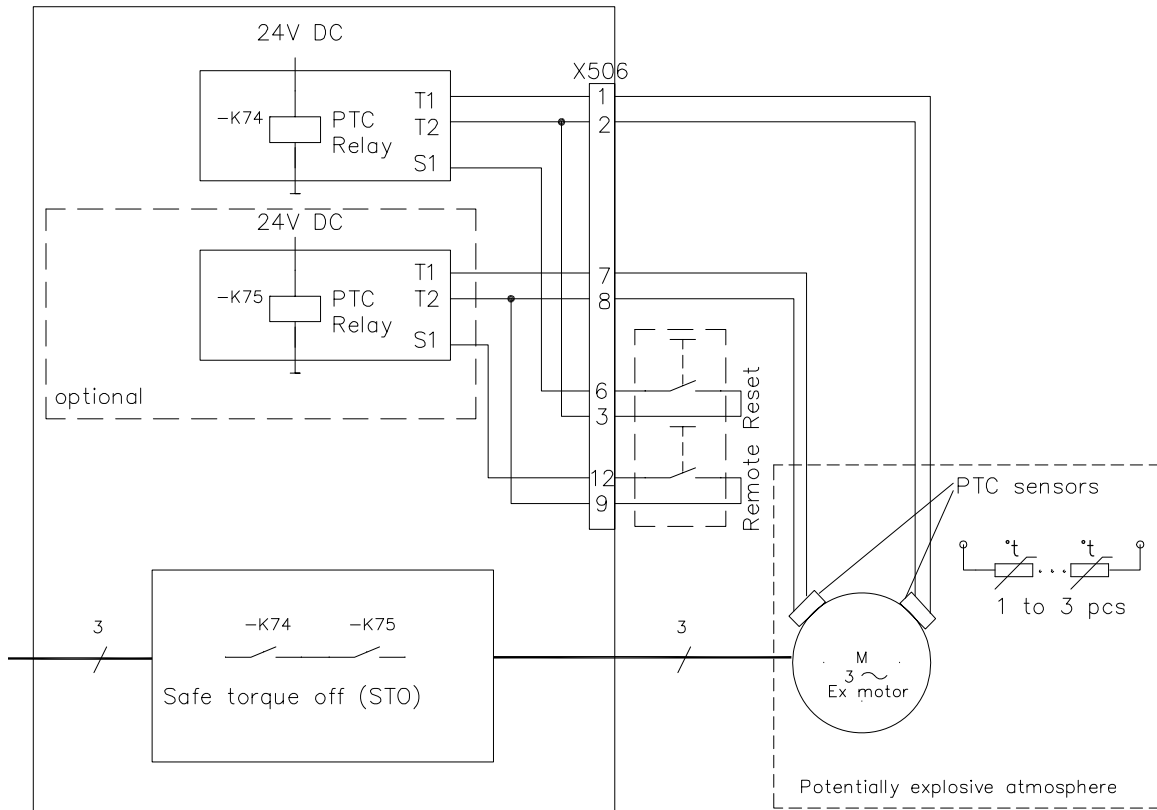 24V DC
X506
-K74
PTC
Relay
T1
T2
S1
1
2
24V DC
-K75
PTC
Relay
T1
T2
S1
7
8
optional
6
3
12
9
Remote Reset
PTC sensors
°t
°t
1 to 3 pcs
3
-K74
-K75
Safe torque off (STO)
3
M
3 ~
Ex motor
Potentially explosive atmosphere